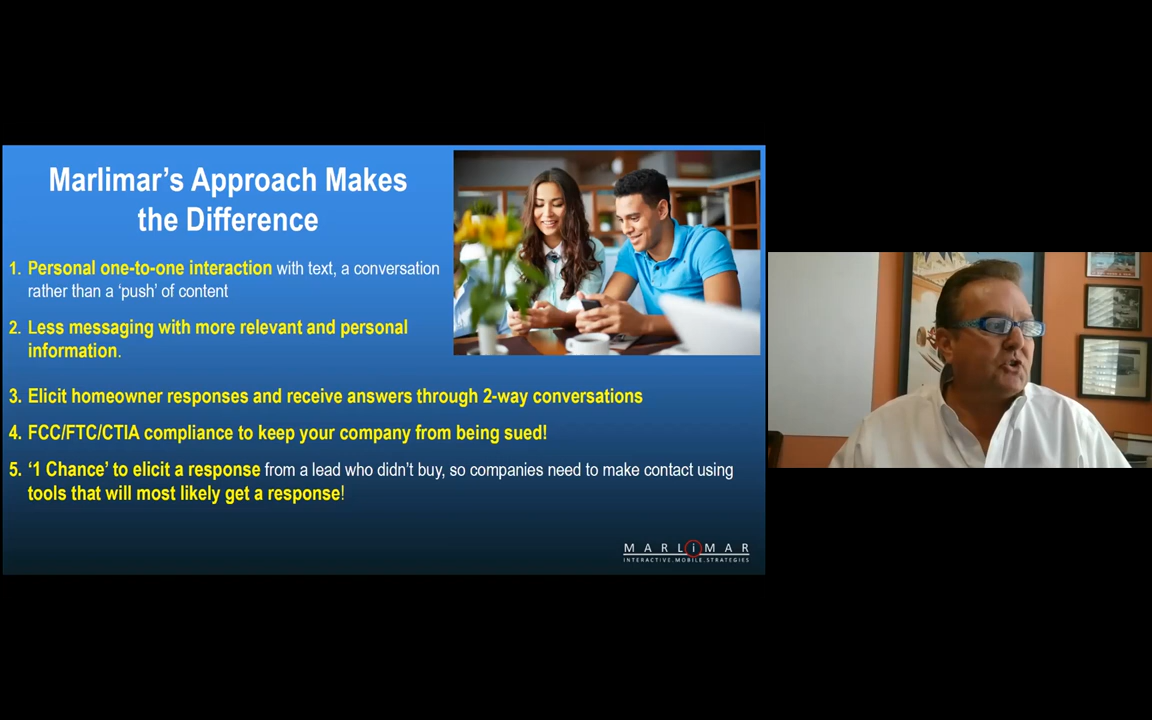 Marlimar's Approach Makes
the Difference
1. Personal one-to-one interaction with text, a conversation
rather than a 'push' of content
2. Less messaging with more relevant and personal
information.
3. Elicit homeowner responses and receive answers through 2-way conversations
4. FCC/FTC/CTIA compliance to keep your company from being sued!
5. '1 Chance' to elicit a response from a lead who didn't buy, so companies need to make contact using
tools that will most likely get a response!
MARLiMAR
INTERACTIVE.MOBILE.STRATEGIES